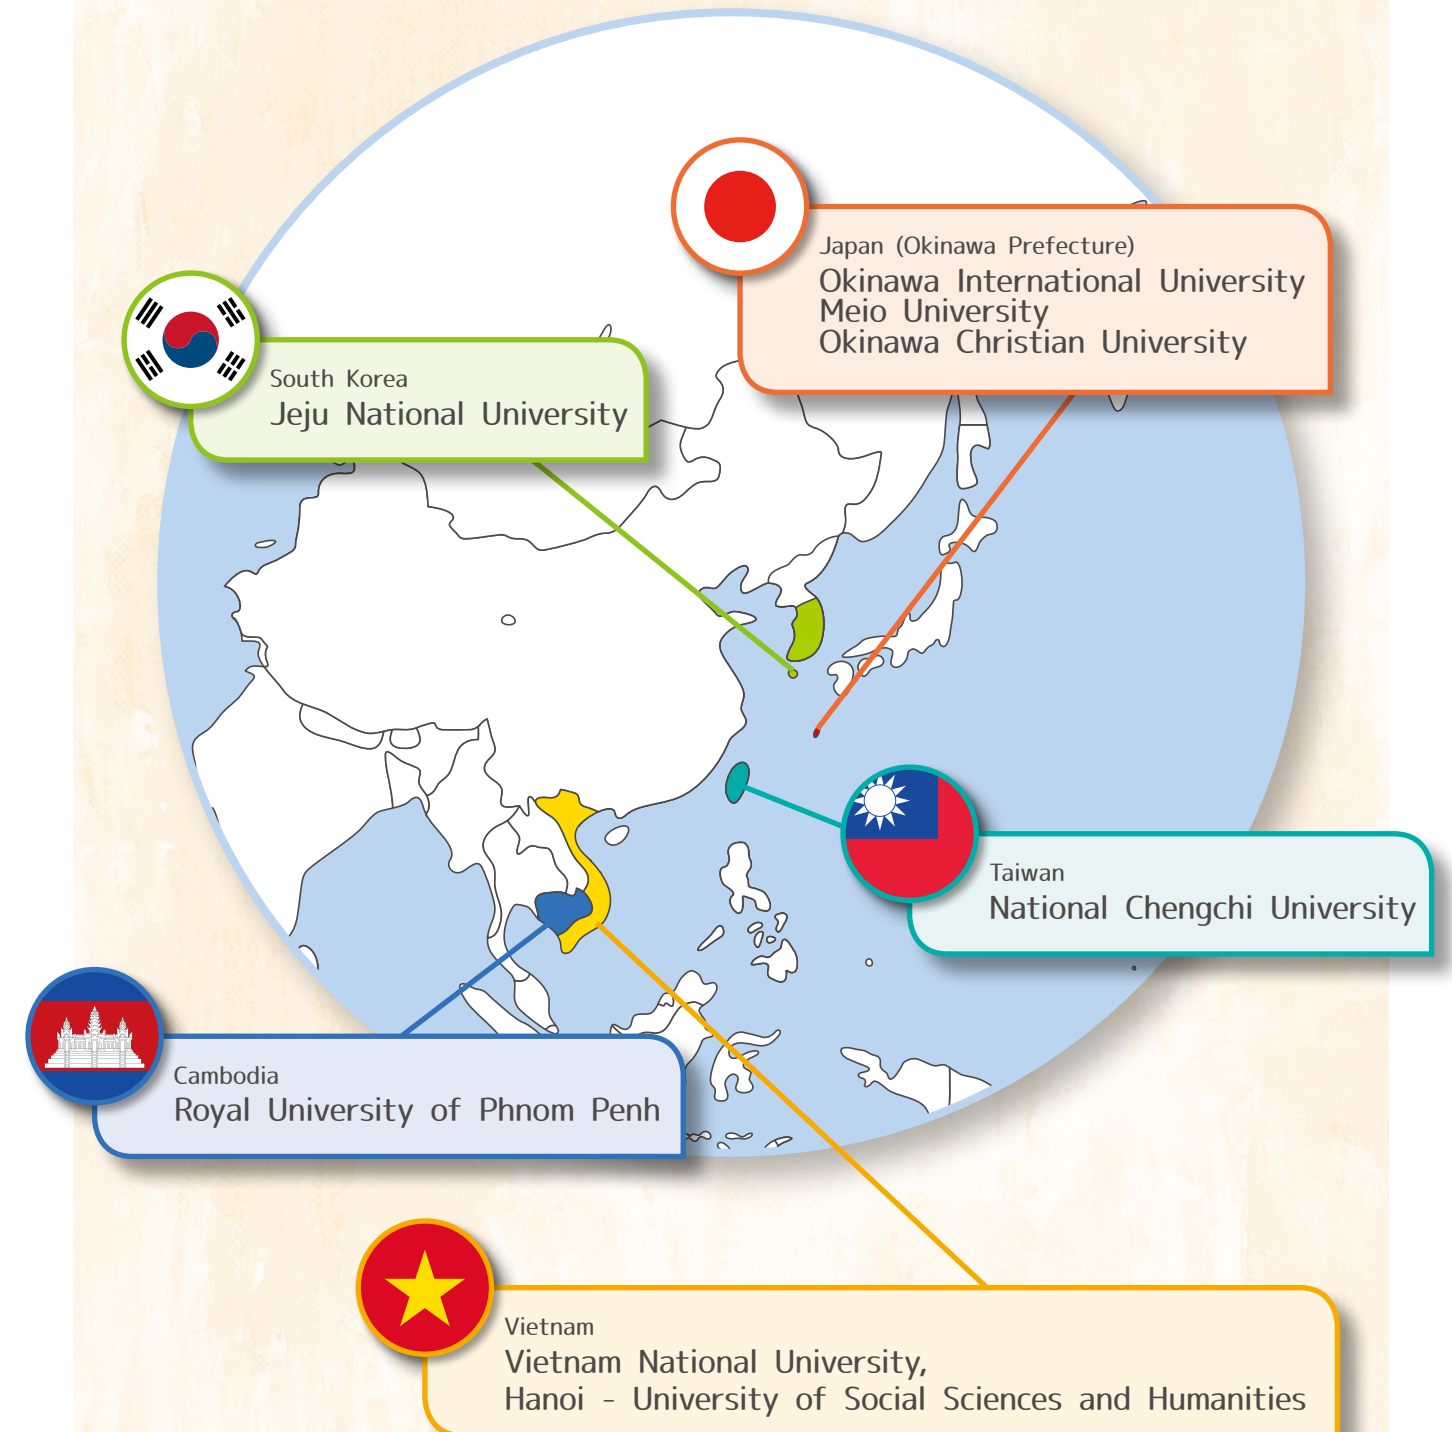 Japan (Okinawa Prefecture)
Okinawa International University
Meio University
Okinawa Christian University
South Korea
Jeju National University
Taiwan
National Chengchi University
Cambodia
Royal University of Phnom Penh
Vietnam
Vietnam National University,
Hanoi - University of Social Sciences and Humanities